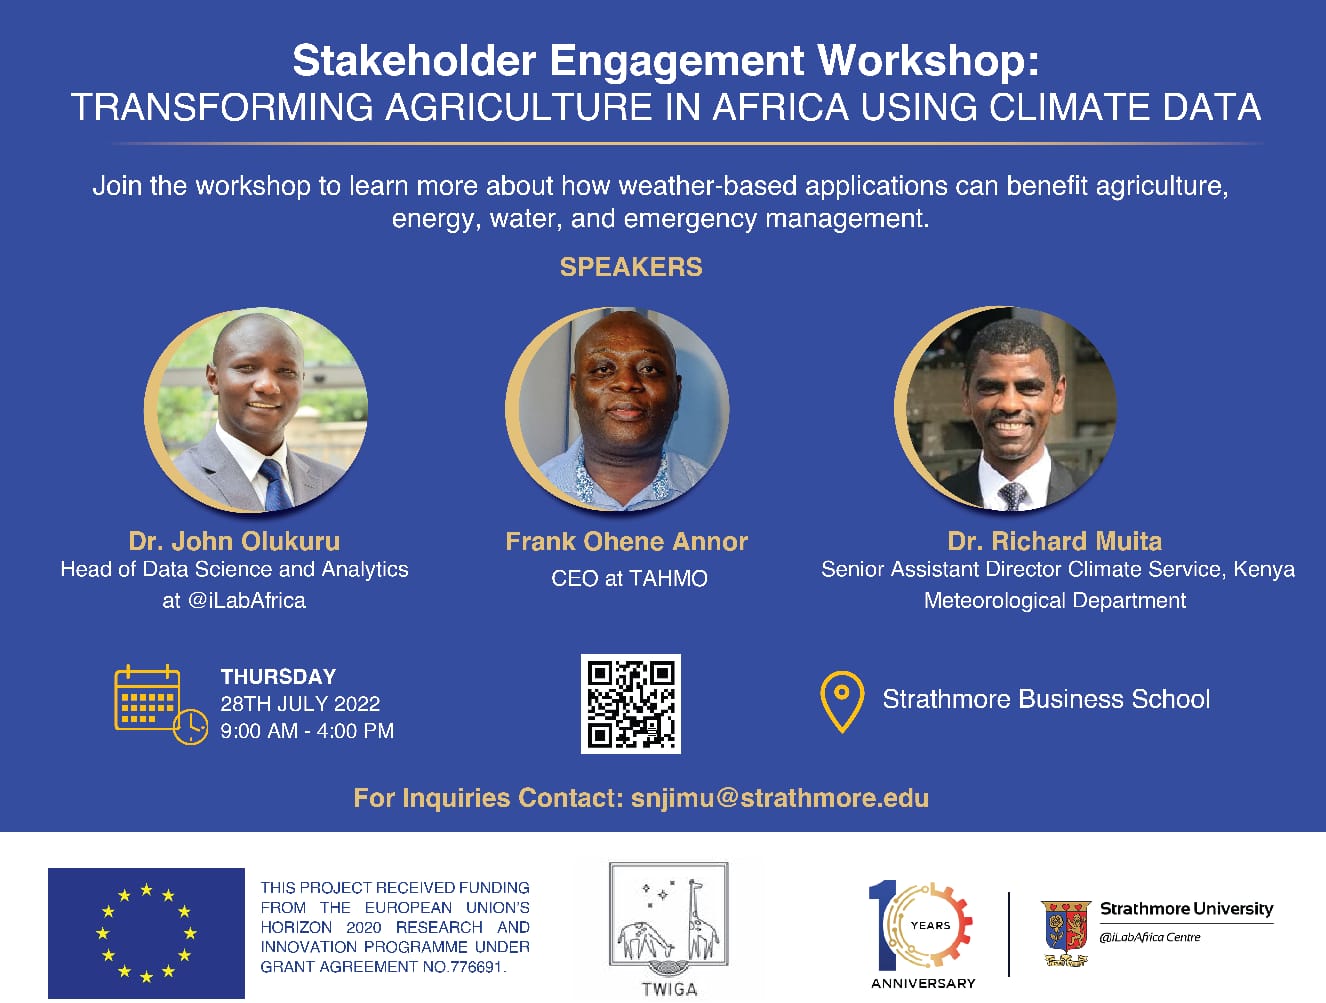 Stakeholder Engagement Workshop:
TRANSFORMING AGRICULTURE IN AFRICA USING CLIMATE DATA
Join the workshop to learn more about how weather-based applications can benefit agriculture,
energy, water, and emergency management.
SPEAKERS
Dr. John Olukuru
Head of Data Science and Analytics
at @iLabAfrica
Frank Ohene Annor
CEO at TAHMO
Dr. Richard Muita
Senior Assistant Director Climate Service, Kenya
Meteorological Department
THURSDAY
28TH JULY 2022
9:00 AM - 4:00 PM
Strathmore Business School
For Inquiries Contact: snjimu@strathmore.edu
THIS PROJECT RECEIVED FUNDING
FROM THE EUROPEAN UNION'S
HORIZON 2020 RESEARCH AND
INNOVATION PROGRAMME UNDER
GRANT AGREEMENT NO.776691.
TWIGA
10
YEARS
ANNIVERSARY
Strathmore University
@iLabAfrica Centre